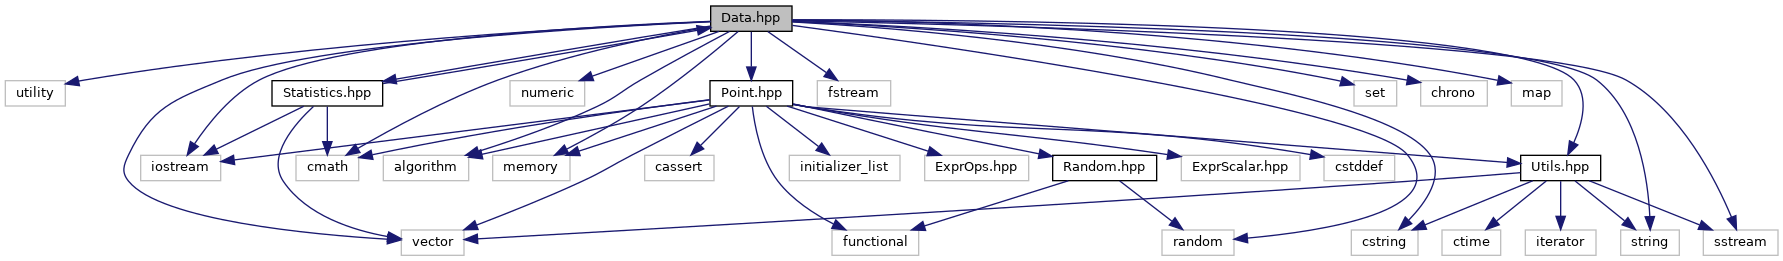 Data.hpp
utility
Statistics.hpp
numeric
Point.hpp
fstream
set
chrono
map
iostream
cmath
algorithm
memory
cassert
initializer_list
ExprOps.hpp
Random.hpp
ExprScalar.hpp
cstddef
Utils.hpp
vector
functional
random
cstring
ctime
iterator
string
sstream